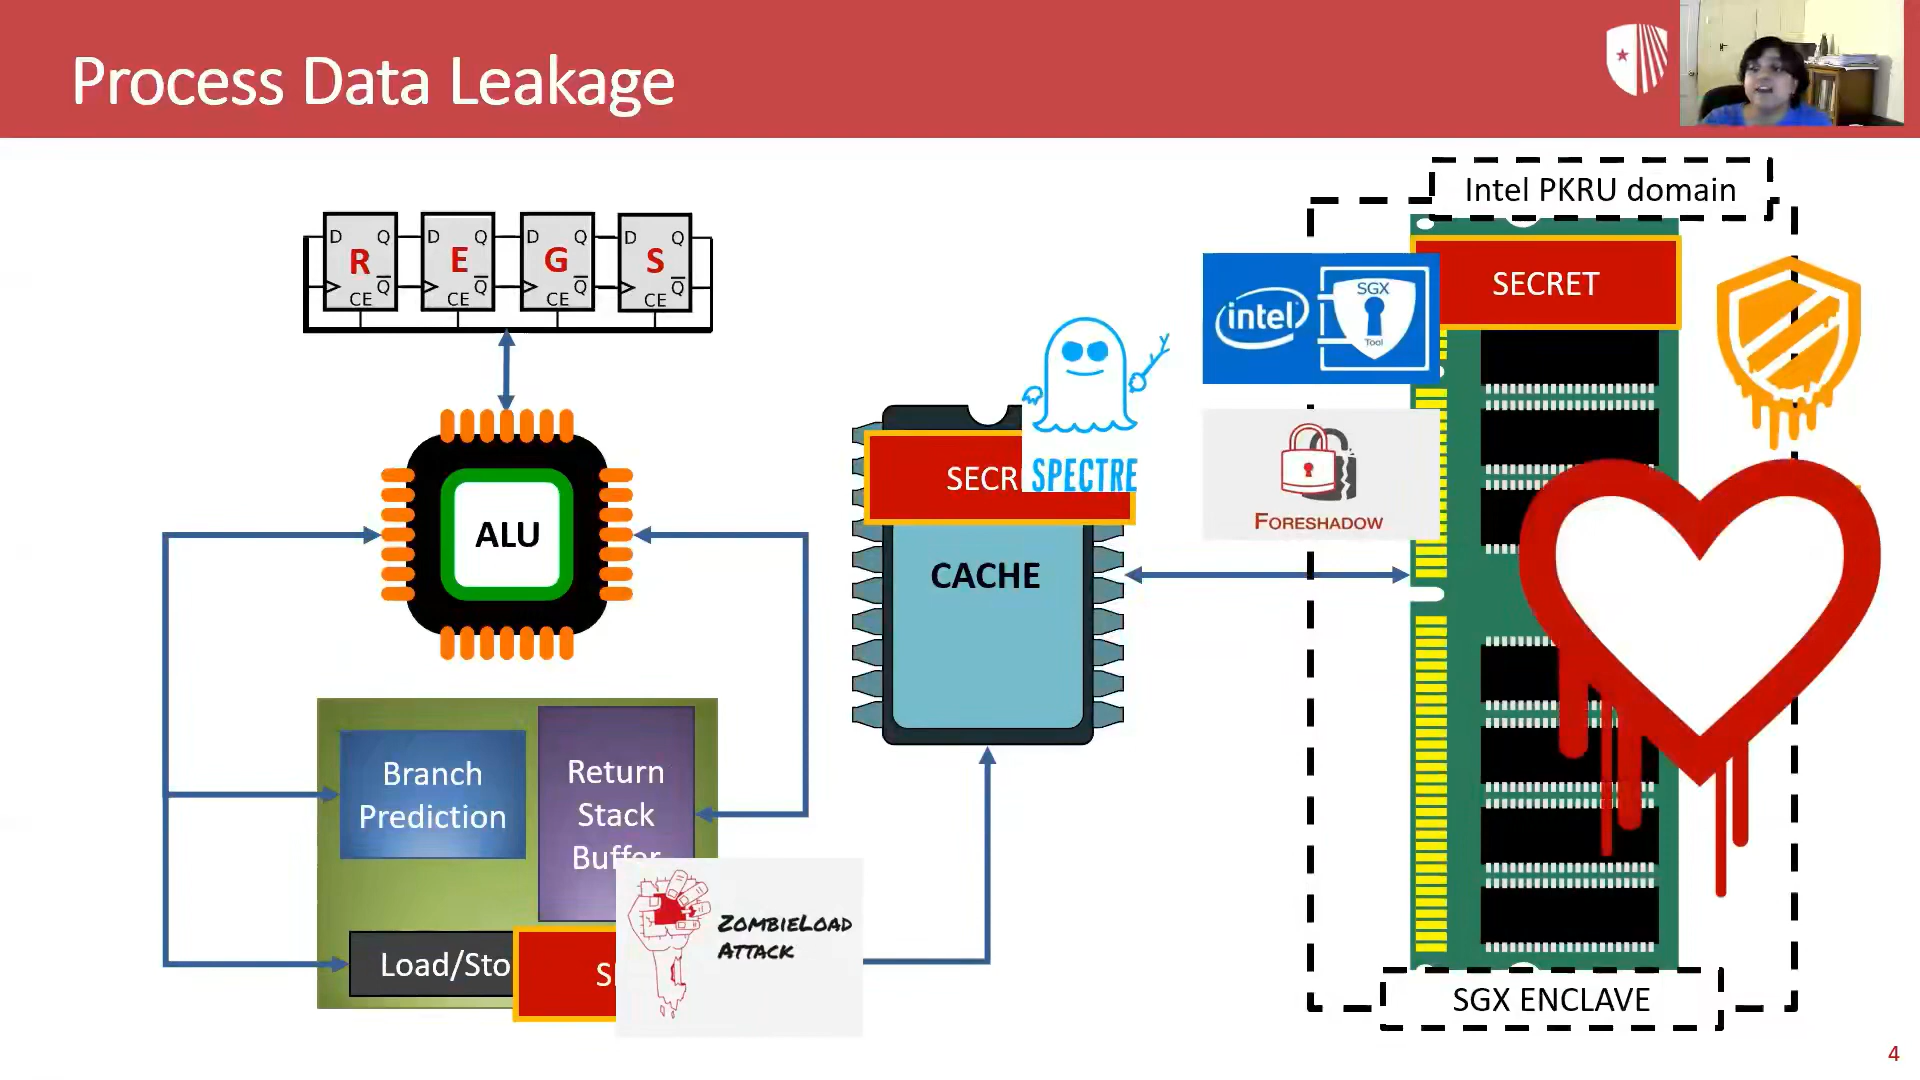 Process Data Leakage
Intel PKRU domain
D Q D Q D Q D Q
R E G S
Q Q Q Q
CE CE CE CE
SECRET
intel
SGX
Tool
SECR
SPECTRE
FORESHADOW
ALU
CACHE
Branch
Prediction
Return
Stack
Buffer
ZOMBIELOAD
ATTACK
Load/Sto
SGX ENCLAVE
4